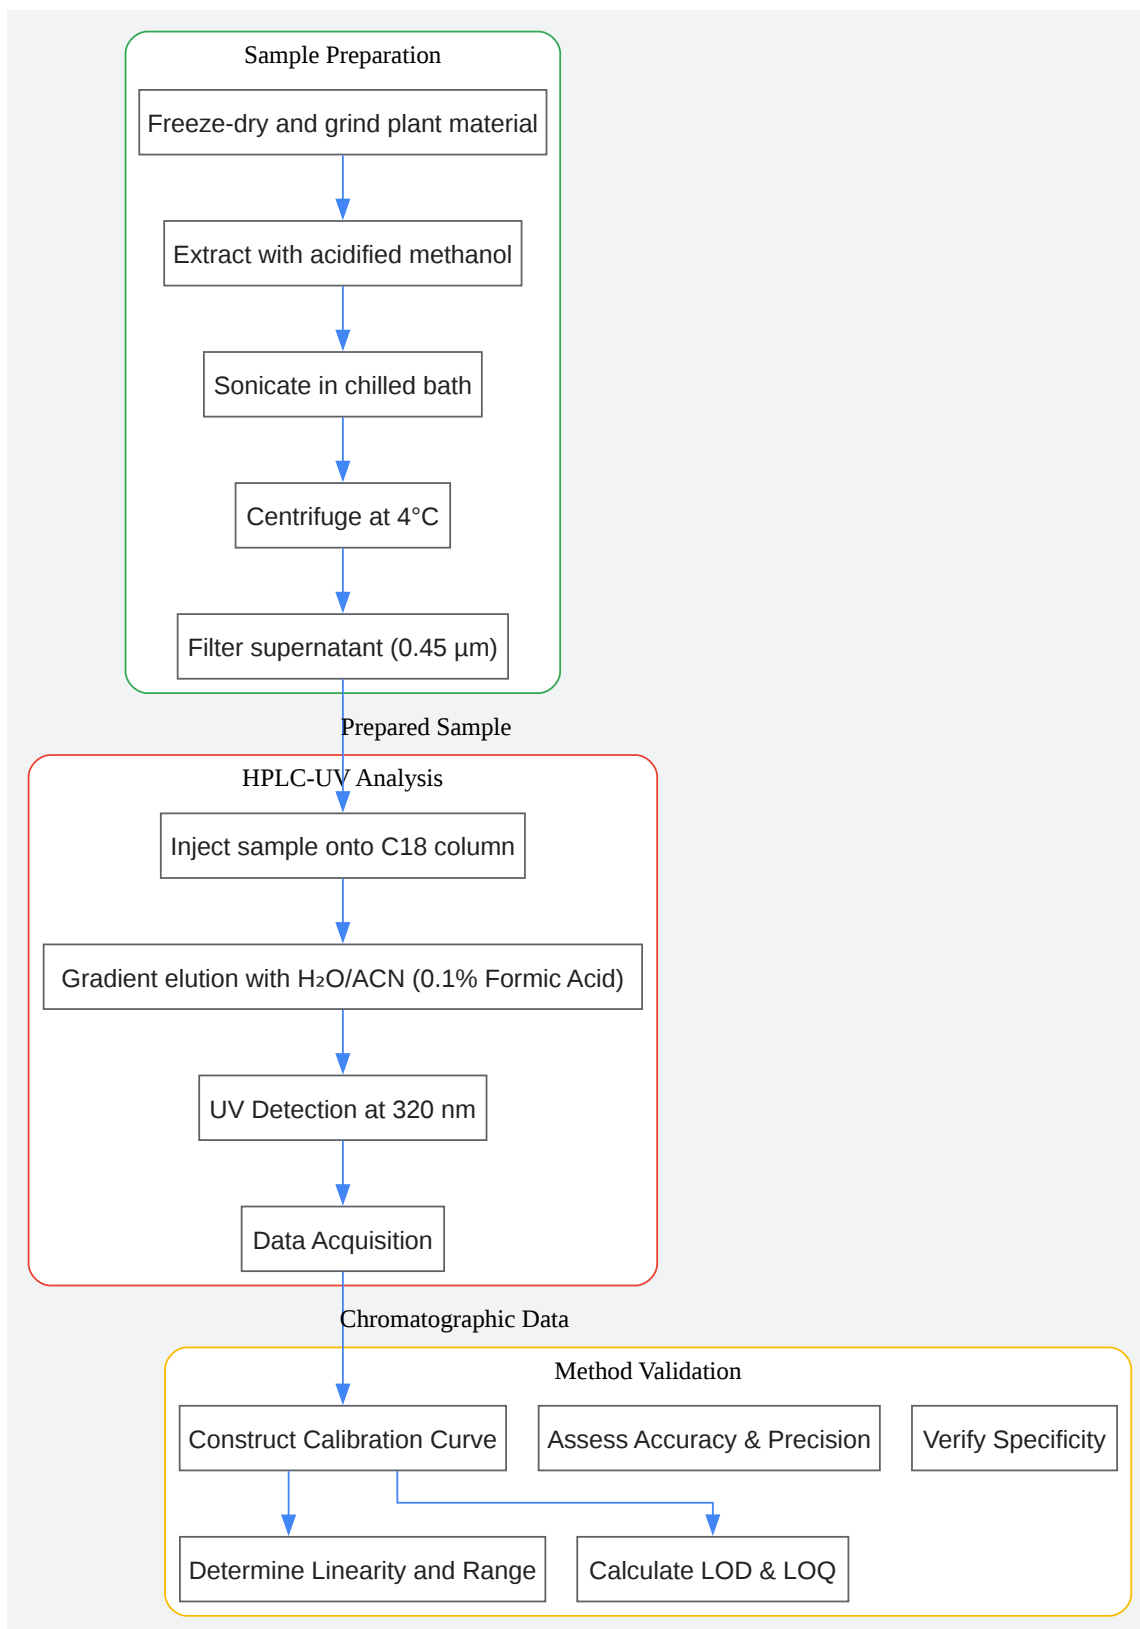 Sample Preparation
Freeze-dry and grind plant material
Extract with acidified methanol
Sonicate in chilled bath
Centrifuge at 4°C
Filter supernatant (0.45 µm)
Prepared Sample
HPLC-UV Analysis
Inject sample onto C18 column
Gradient elution with H₂O/ACN (0.1% Formic Acid)
UV Detection at 320 nm
Data Acquisition
Chromatographic Data
Method Validation
Construct Calibration Curve
Assess Accuracy & Precision
Verify Specificity
Determine Linearity and Range
Calculate LOD & LOQ